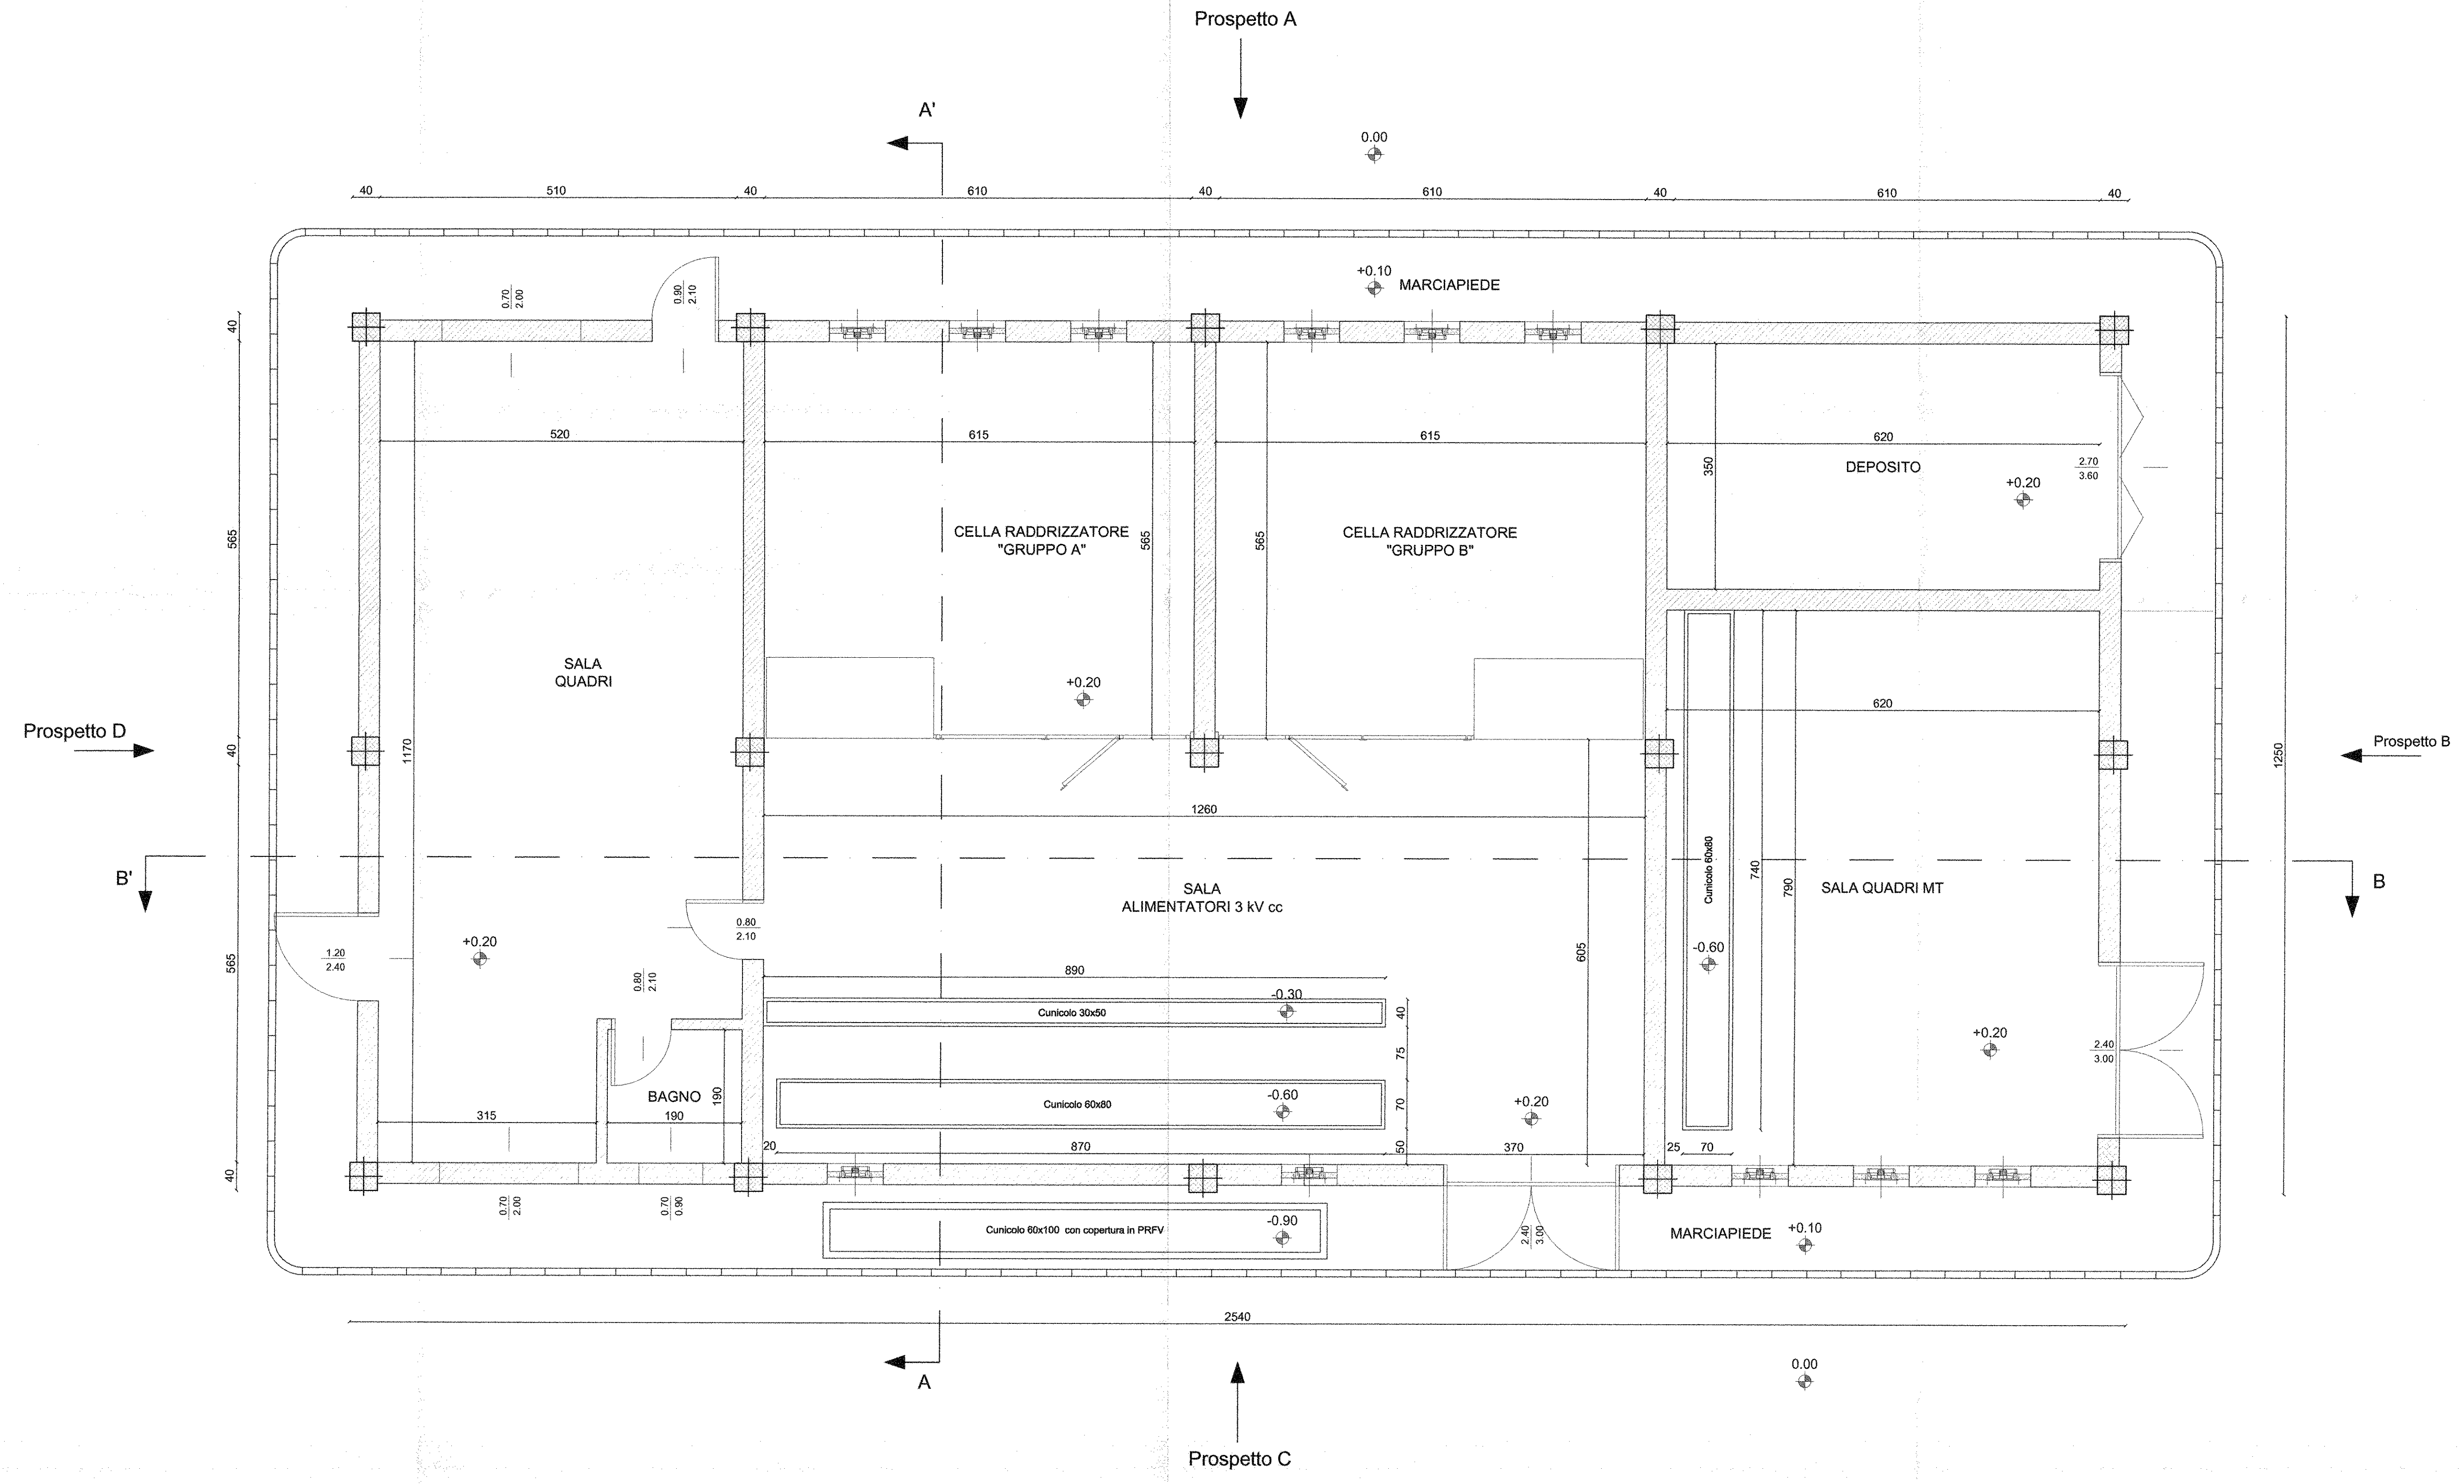 Prospetto A
A'
0.00
40 510 40 610 40 610 40 610 40
+0.10
MARCIAPIEDE
0.70
2.00
0.90
2.10
40
520
615
615
620
350
DEPOSITO
2.70
3.60
+0.20
565
CELLA RADDRIZZATORE
"GRUPPO A"
565
565
CELLA RADDRIZZATORE
"GRUPPO B"
SALA
QUADRI
+0.20
620
Prospetto D
40
1170
Prospetto B
1250
1260
B'
SALA
ALIMENTATORI 3 kV cc
Cunicolo 60x80
740
790
SALA QUADRI MT
B
0.80
2.10
+0.20
1.20
2.40
565
0.80
2.10
605
-0.60
890
-0.30
Cunicolo 30x50
40
75
+0.20
2.40
3.00
BAGNO
190
Cunicolo 60x80
-0.60
70
+0.20
315
190
20
870
50
370
25
70
40
0.70
2.00
0.70
0.90
Cunicolo 60x100 con copertura in PRFV
-0.90
2.40
3.00
MARCIAPIEDE
+0.10
2540
A
0.00
Prospetto C